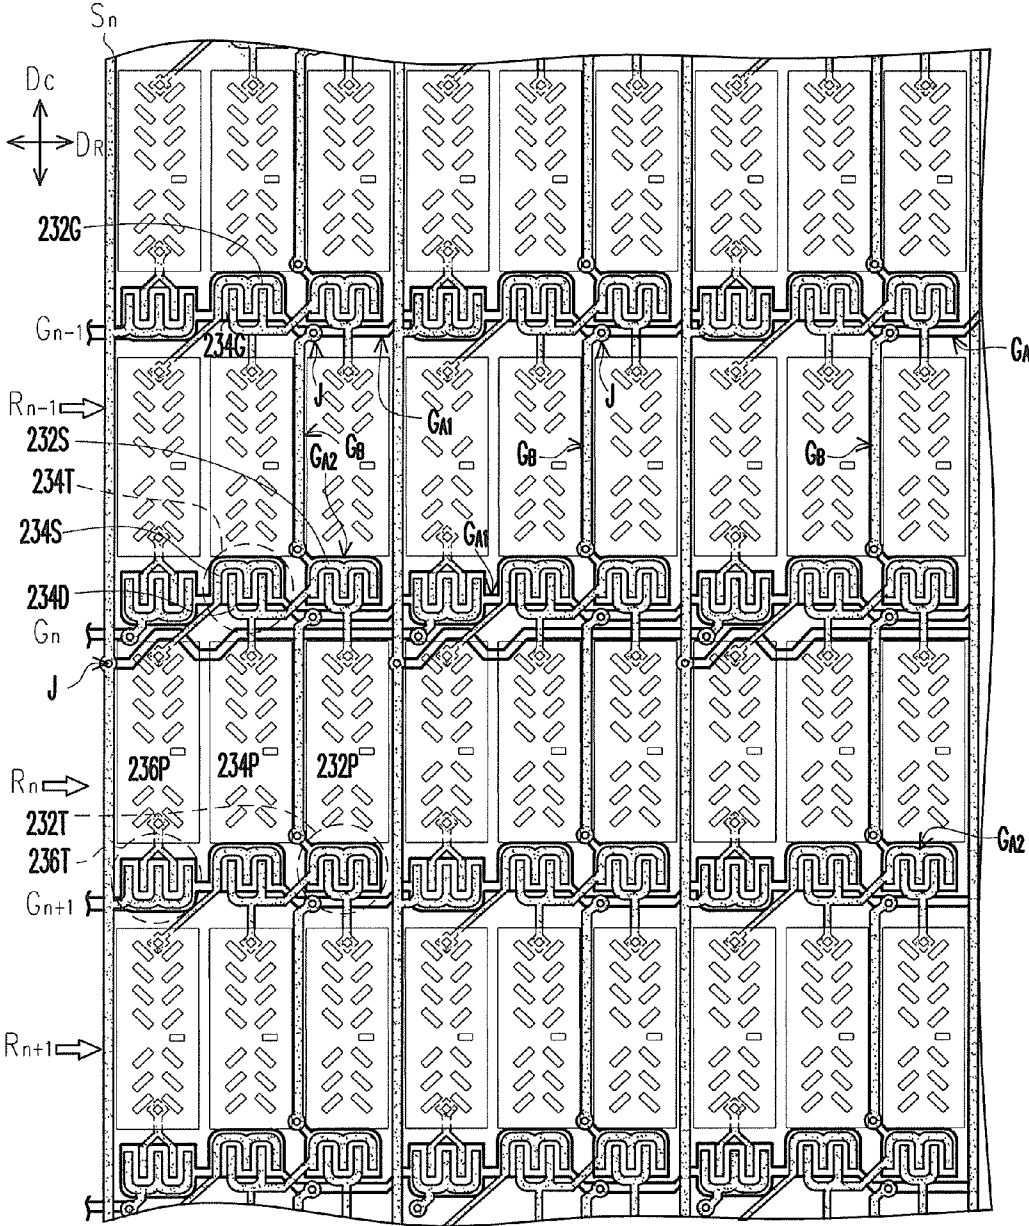 Sn
Dc
DR
232G
Gn-1
234G
GA
Rn-1
J
J
GA1
232S
GA2
GB
GB
GB
234T
234S
GA1
234D
Gn
J
236P
234P
232P
Rn
232T
236T
GA2
Gn+1
Rn+1